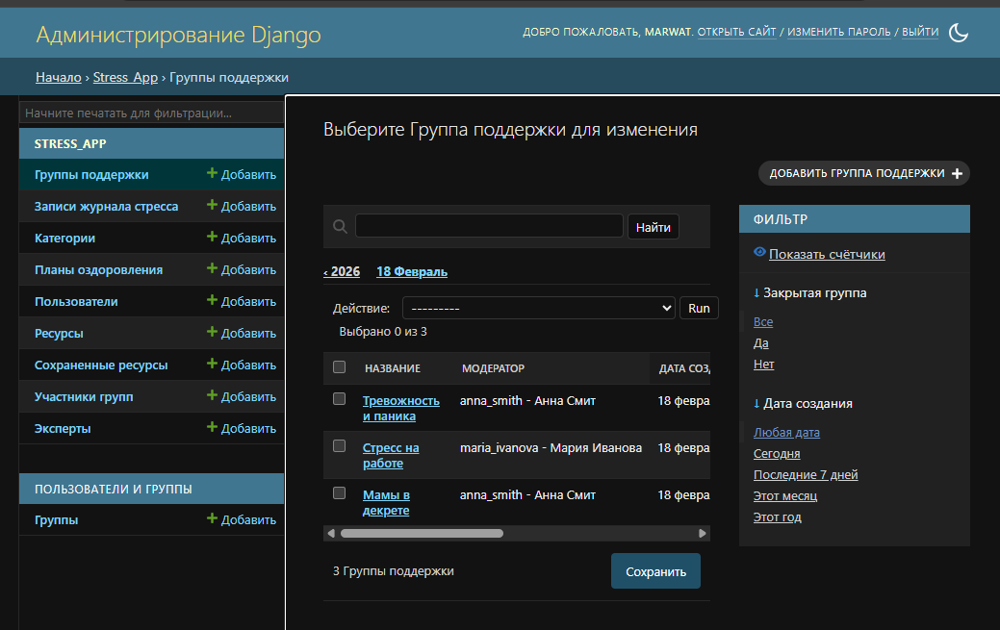 Администрирование Django
ДОБРО ПОЖАЛОВАТЬ, MARWAT. ОТКРЫТЬ САЙТ / ИЗМЕНИТЬ ПАРОЛЬ / ВЫЙТИ
Начало › Stress_App › Группы поддержки
Начните печатать для фильтрации...
STRESS_APP
Группы поддержки + Добавить
Записи журнала стресса + Добавить
Категории + Добавить
Планы оздоровления + Добавить
Пользователи + Добавить
Ресурсы + Добавить
Сохраненные ресурсы + Добавить
Участники групп + Добавить
Эксперты + Добавить
ПОЛЬЗОВАТЕЛИ И ГРУППЫ
Группы + Добавить
Выберите Группа поддержки для изменения
ДОБАВИТЬ ГРУППА ПОДДЕРЖКИ +
Найти
‹ 2026 18 Февраль
Действие: --------- Run
Выбрано 0 из 3
НАЗВАНИЕ МОДЕРАТОР ДАТА СОЗД
Тревожность anna_smith - Анна Смит 18 февра
и паника
Стресс на maria_ivanova - Мария Иванова 18 февра
работе
Мамы в anna_smith - Анна Смит 18 февра
декрете
3 Группы поддержки
Сохранить
ФИЛЬТР
Показать счётчики
↓ Закрытая группа
Все
Да
Нет
↓ Дата создания
Любая дата
Сегодня
Последние 7 дней
Этот месяц
Этот год